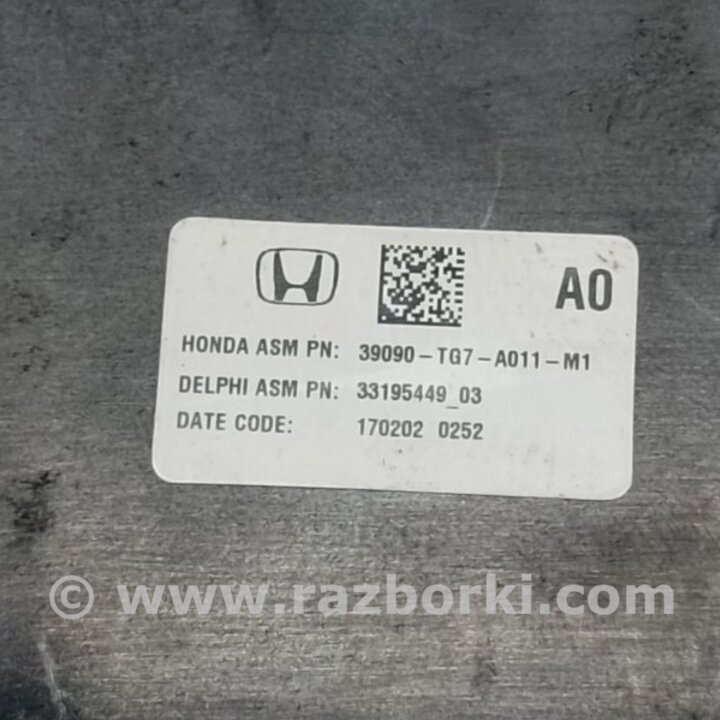 A0
HONDA ASM PN: 39090-TG7-A011-M1
DELPHI ASM PN: 33195449_03
DATE CODE: 170202 0252
© www.razborki.com